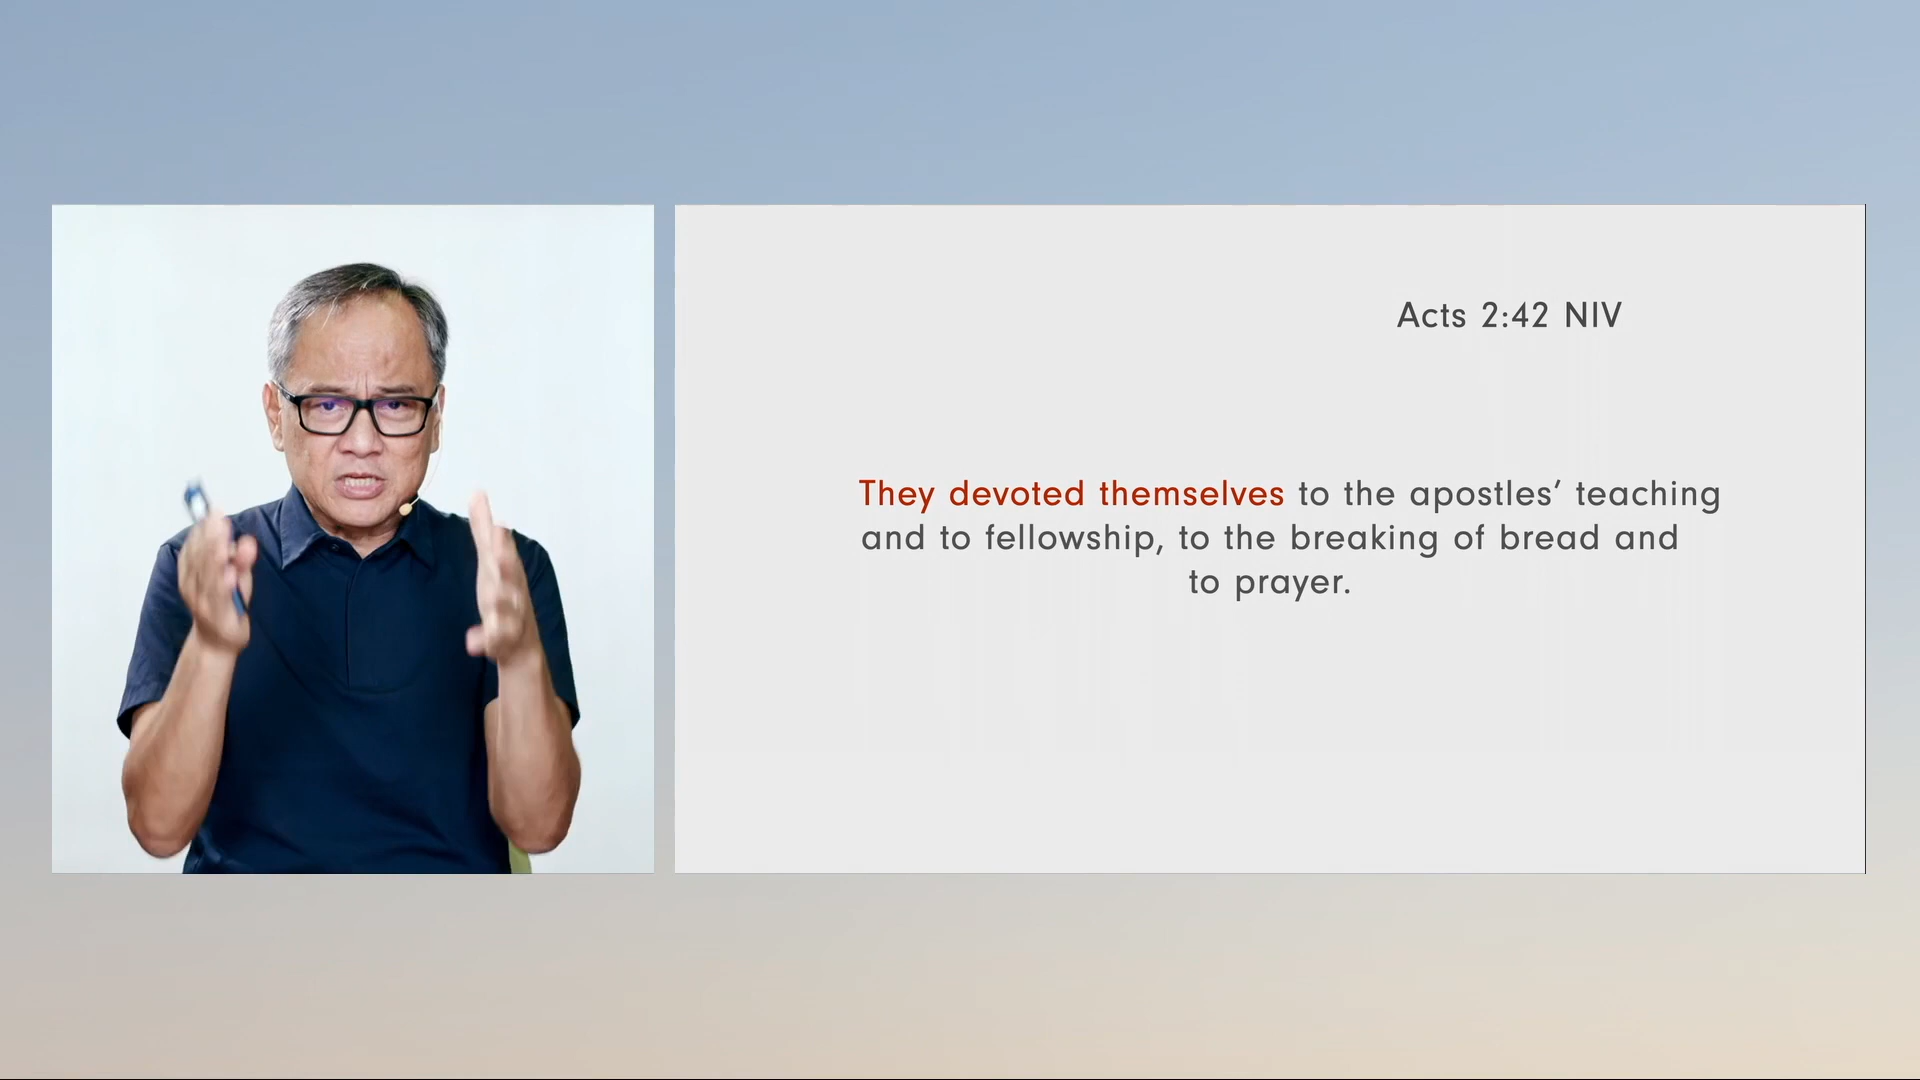 Acts 2:42 NIV
They devoted themselves to the apostles’ teaching
and to fellowship, to the breaking of bread and
to prayer.